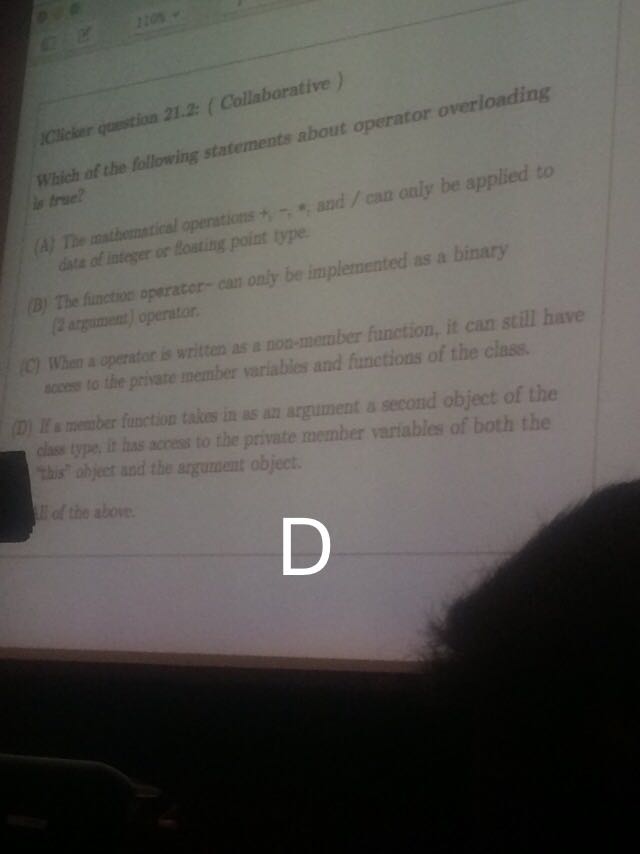 110%
iClicker question 21.2: ( Collaborative )
Which of the following statements about operator overloading
is true?
(A) The mathematical operations +, -, *, and / can only be applied to
data of integer or floating point type.
(B) The function operator- can only be implemented as a binary
(2 argument) operator.
(C) When a operator is written as a non-member function, it can still have
access to the private member variables and functions of the class.
(D) If a member function takes in as an argument a second object of the
class type, it has access to the private member variables of both the
"this" object and the argument object.
All of the above.
D